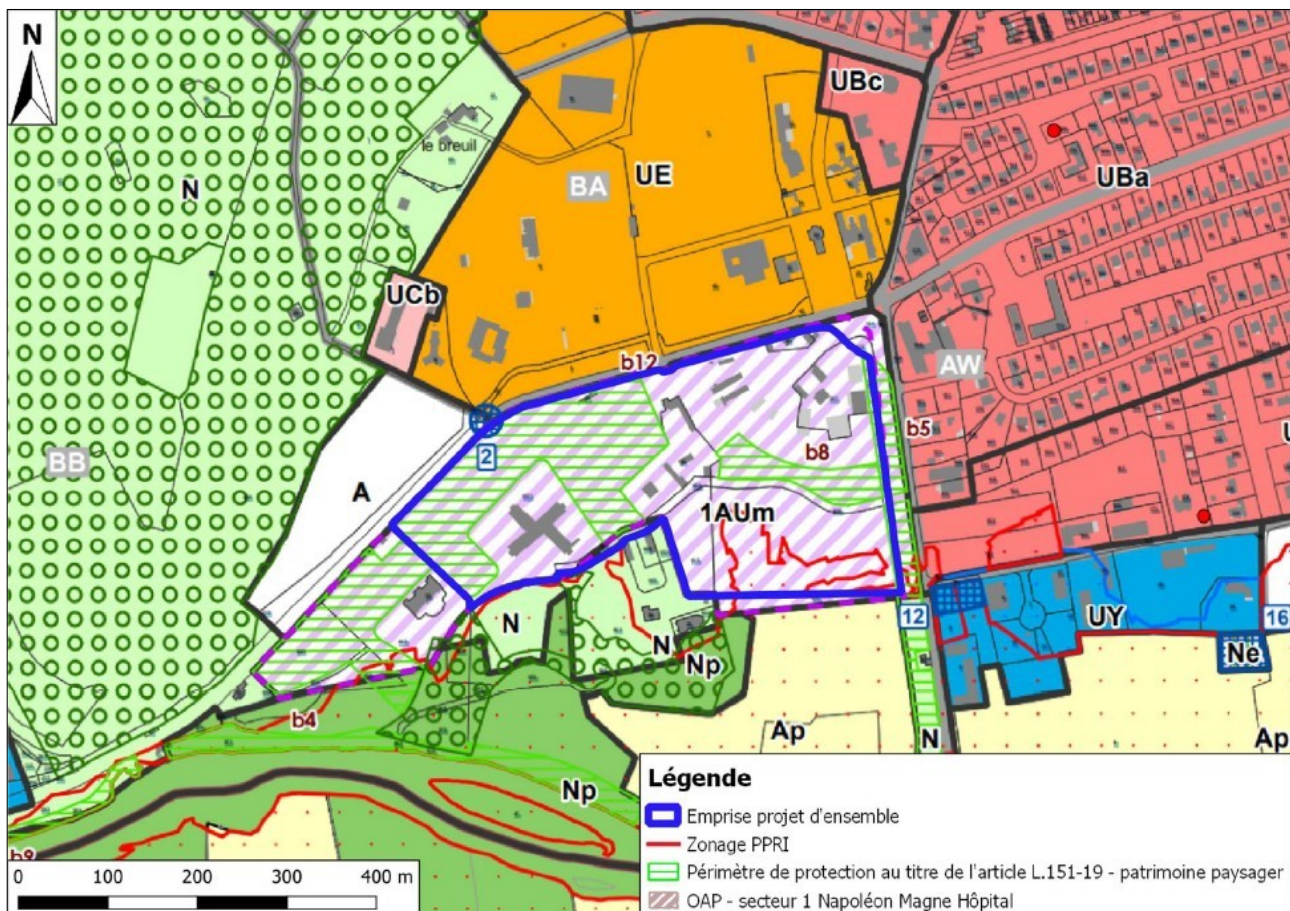 N
UBc
le breuil
N
BA
UE
UBa
UCb
b12
AW
2
b5
BB
A
b8
1AUm
12
UY
16
N
N
Ne
Np
b4
Ap
N
Ap
Np
b9
0 100 200 300 400 m
Légende
Emprise projet d'ensemble
Zonage PPRI
Périmètre de protection au titre de l'article L.151-19 - patrimoine paysager
OAP - secteur 1 Napoléon Magne Hôpital